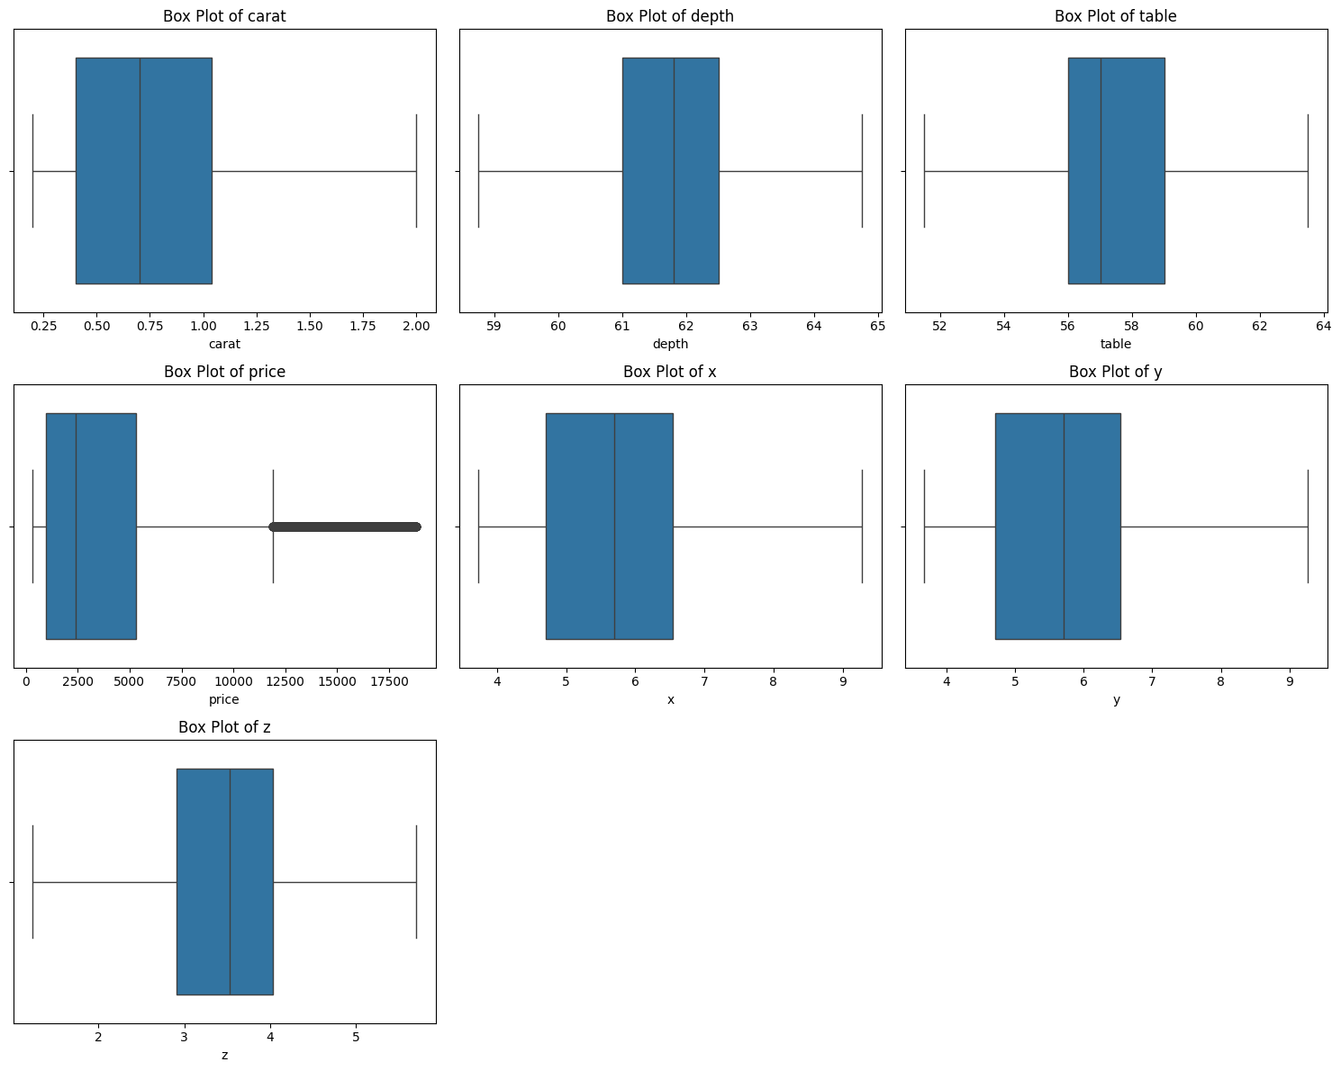 Box Plot of carat
Box Plot of depth
Box Plot of table
0.25 0.50 0.75 1.00 1.25 1.50 1.75 2.00
59 60 61 62 63 64 65
52 54 56 58 60 62 64
carat
depth
table
Box Plot of price
Box Plot of x
Box Plot of y
0 2500 5000 7500 10000 12500 15000 17500
4 5 6 7 8 9
4 5 6 7 8 9
price
x
y
Box Plot of z
2 3 4 5
z